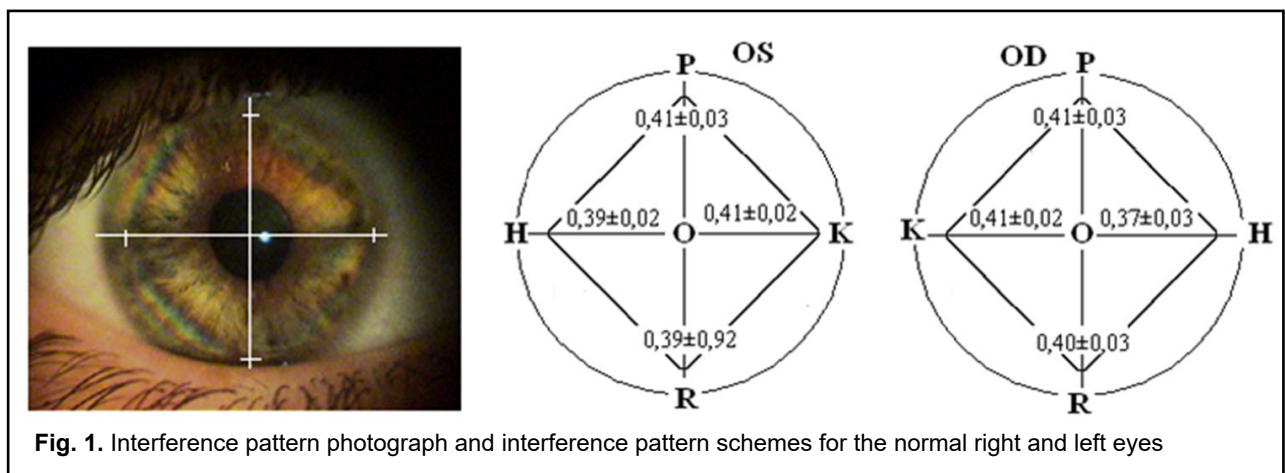 OS
P
0,41±0,03
H 0,39±0,02 O 0,41±0,02 K
0,39±0,92
R
OD
P
0,41±0,03
K 0,41±0,02 O 0,37±0,03 H
0,40±0,03
R
Fig. 1. Interference pattern photograph and interference pattern schemes for the normal right and left eyes